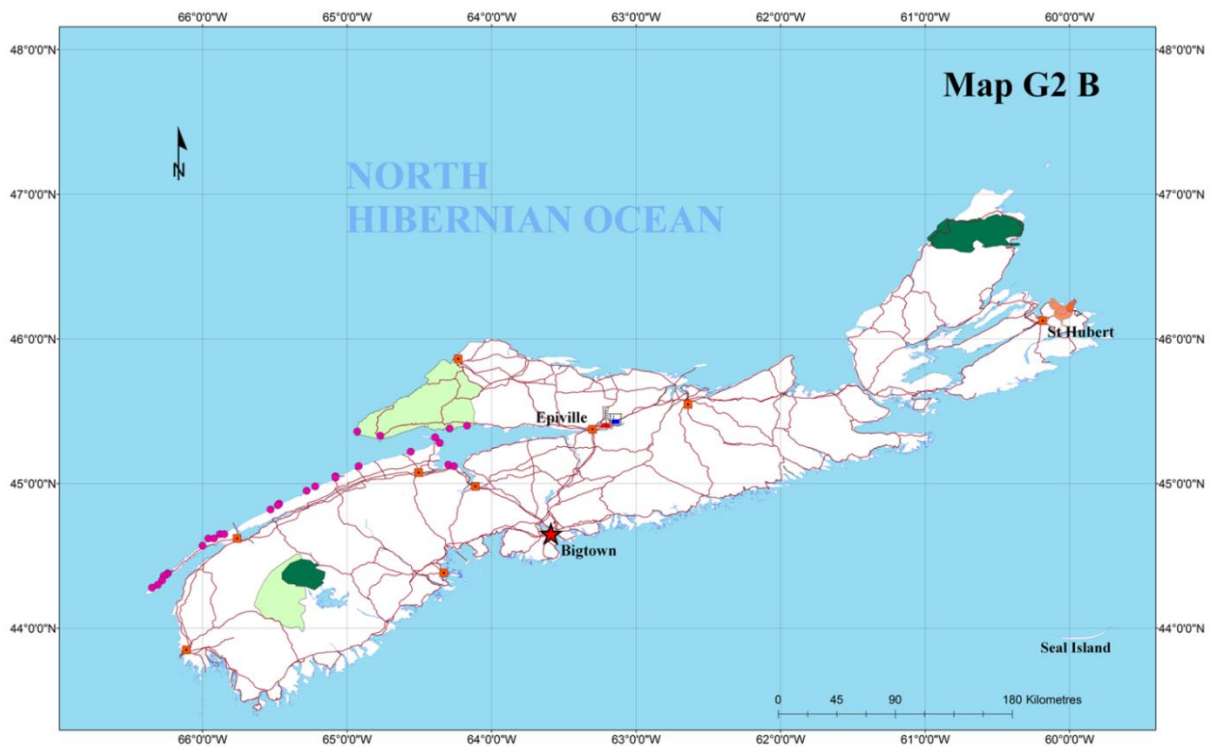 66°0'0"W 65°0'0"W 64°0'0"W 63°0'0"W 62°0'0"W 61°0'0"W 60°0'0"W
48°0'0"N 48°0'0"N
Map G2 B
N
NORTH
47°0'0"N 47°0'0"N
HIBERNIAN OCEAN
46°0'0"N 46°0'0"N
St Hubert
Epiville
45°0'0"N 45°0'0"N
Bigtown
44°0'0"N 44°0'0"N
Seal Island
0 45 90 180 Kilometres
66°0'0"W 65°0'0"W 64°0'0"W 63°0'0"W 62°0'0"W 61°0'0"W 60°0'0"W